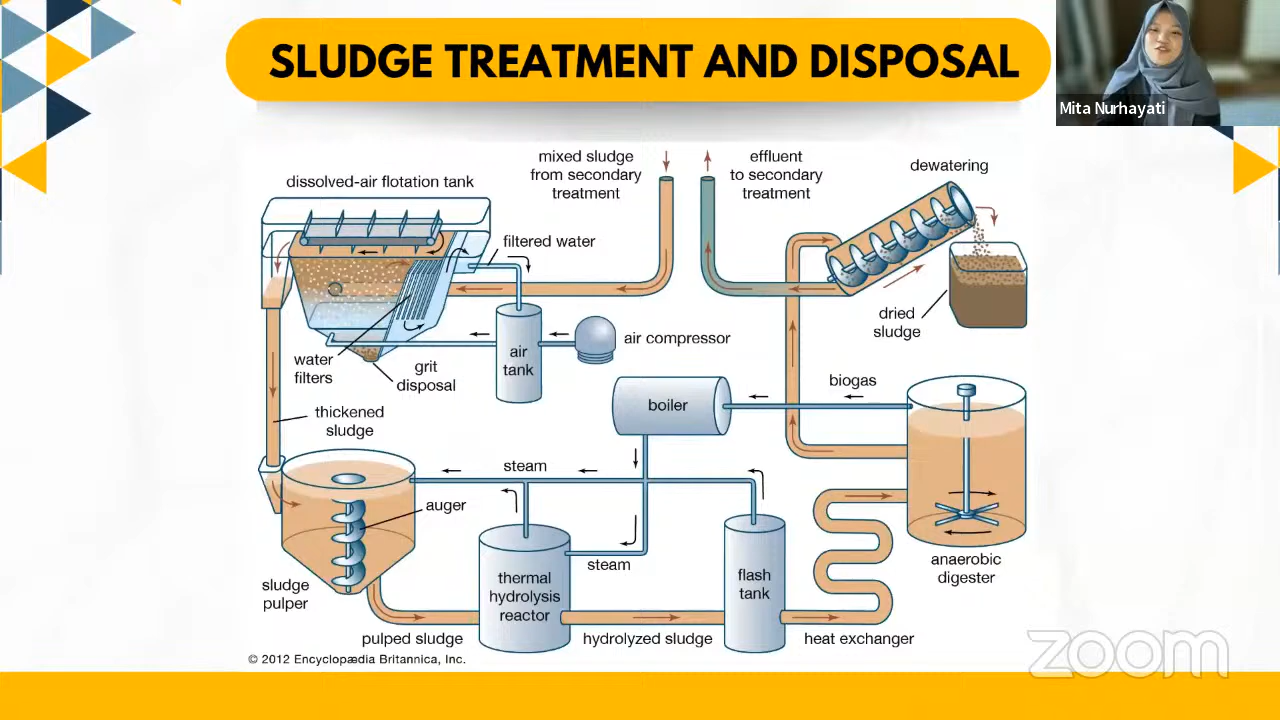 SLUDGE TREATMENT AND DISPOSAL
Mita Nurhayati
mixed sludge
from secondary
treatment
effluent
to secondary
treatment
dewatering
dissolved-air flotation tank
filtered water
dried
sludge
air compressor
air
tank
water
filters
grit
disposal
biogas
boiler
thickened
sludge
steam
auger
steam
anaerobic
digester
sludge
pulper
thermal
hydrolysis
reactor
flash
tank
pulped sludge
hydrolyzed sludge
heat exchanger
© 2012 Encyclopædia Britannica, Inc.
zoom